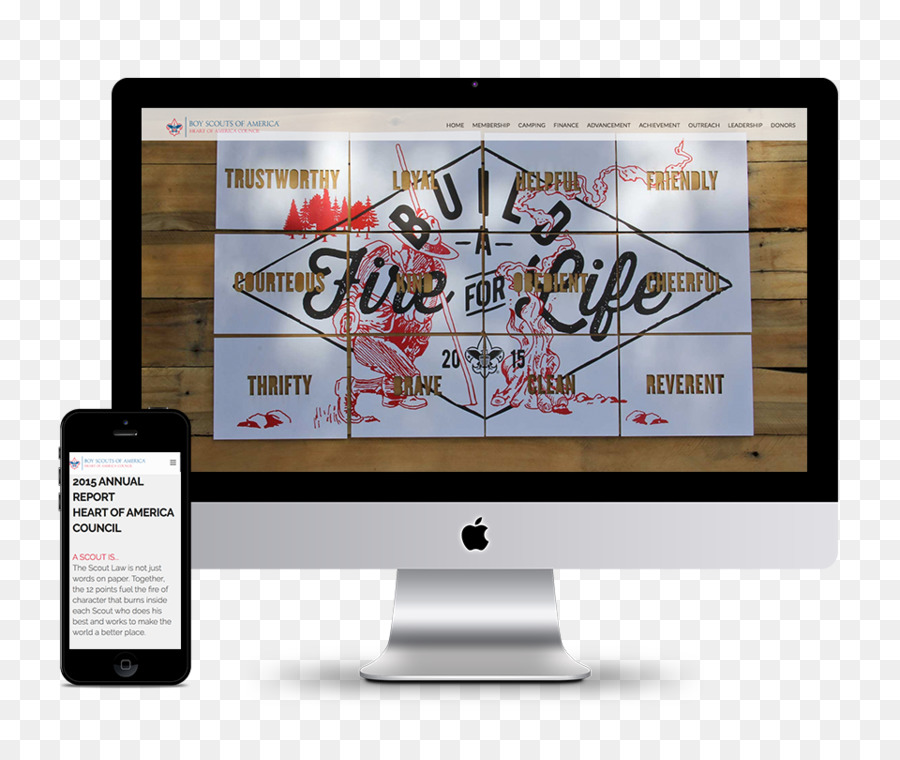 BOY SCOUTS OF AMERICA
HEART OF AMERICA COUNCIL
HOME MEMBERSHIP CAMPING FINANCE ADVANCEMENT ACHIEVEMENT OUTREACH LEADERSHIP DONORS
TRUSTWORTHY LOYAL HELPFUL FRIENDLY
BUILD
A
COURTEOUS KIND OBEDIENT CHEERFUL
Fire FOR Life
2015
THRIFTY BRAVE CLEAN REVERENT
BOY SCOUTS OF AMERICA
HEART OF AMERICA COUNCIL
2015 ANNUAL
REPORT
HEART OF AMERICA
COUNCIL
A SCOUT IS...
The Scout Law is not just
words on paper. Together,
the 12 points fuel the fire of
character that burns inside
each Scout who does his
best and works to make the
world a better place.